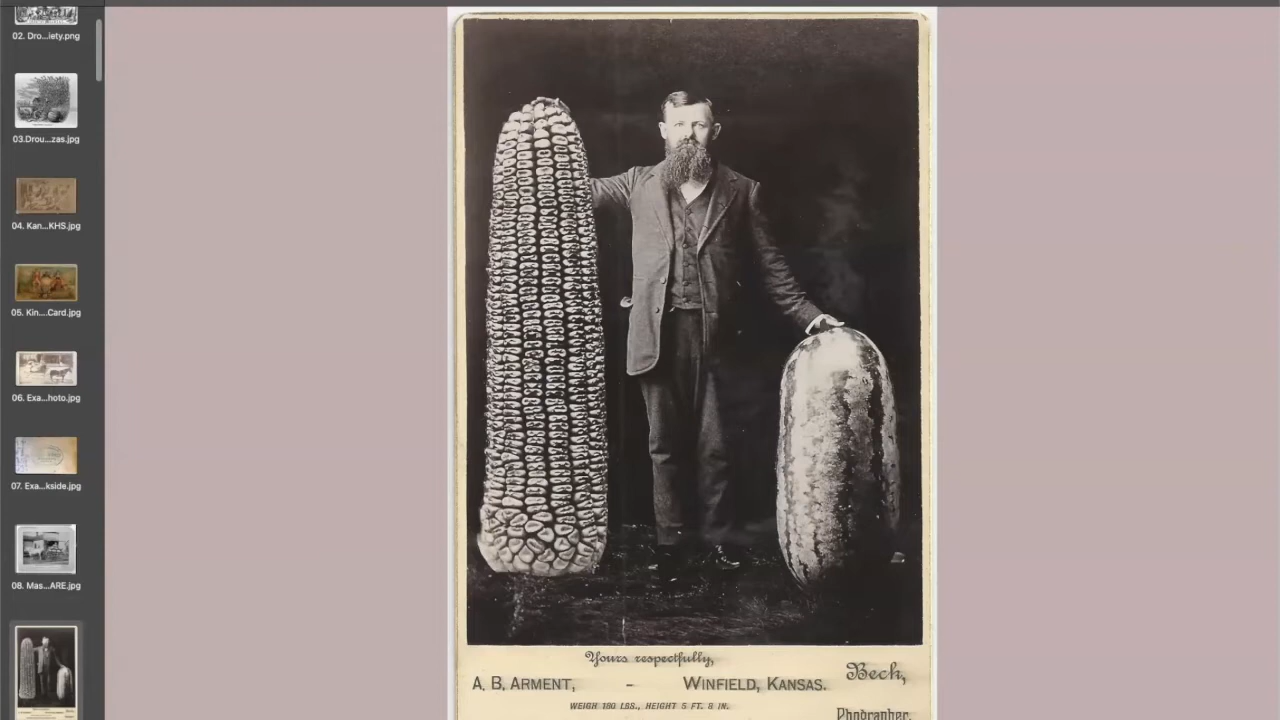 02. Dro...iety.png
03.Drou...zas.jpg
04. Kan...KHS.jpg
05. Kin....Card.jpg
06. Exa...hoto.jpg
07. Exa...kside.jpg
08. Mas...ARE.jpg
Yours respectfully,
A. B. ARMENT, - WINFIELD, KANSAS.
Beck,
WEIGH 180 LBS., HEIGHT 5 FT. 8 IN.
Photographer.